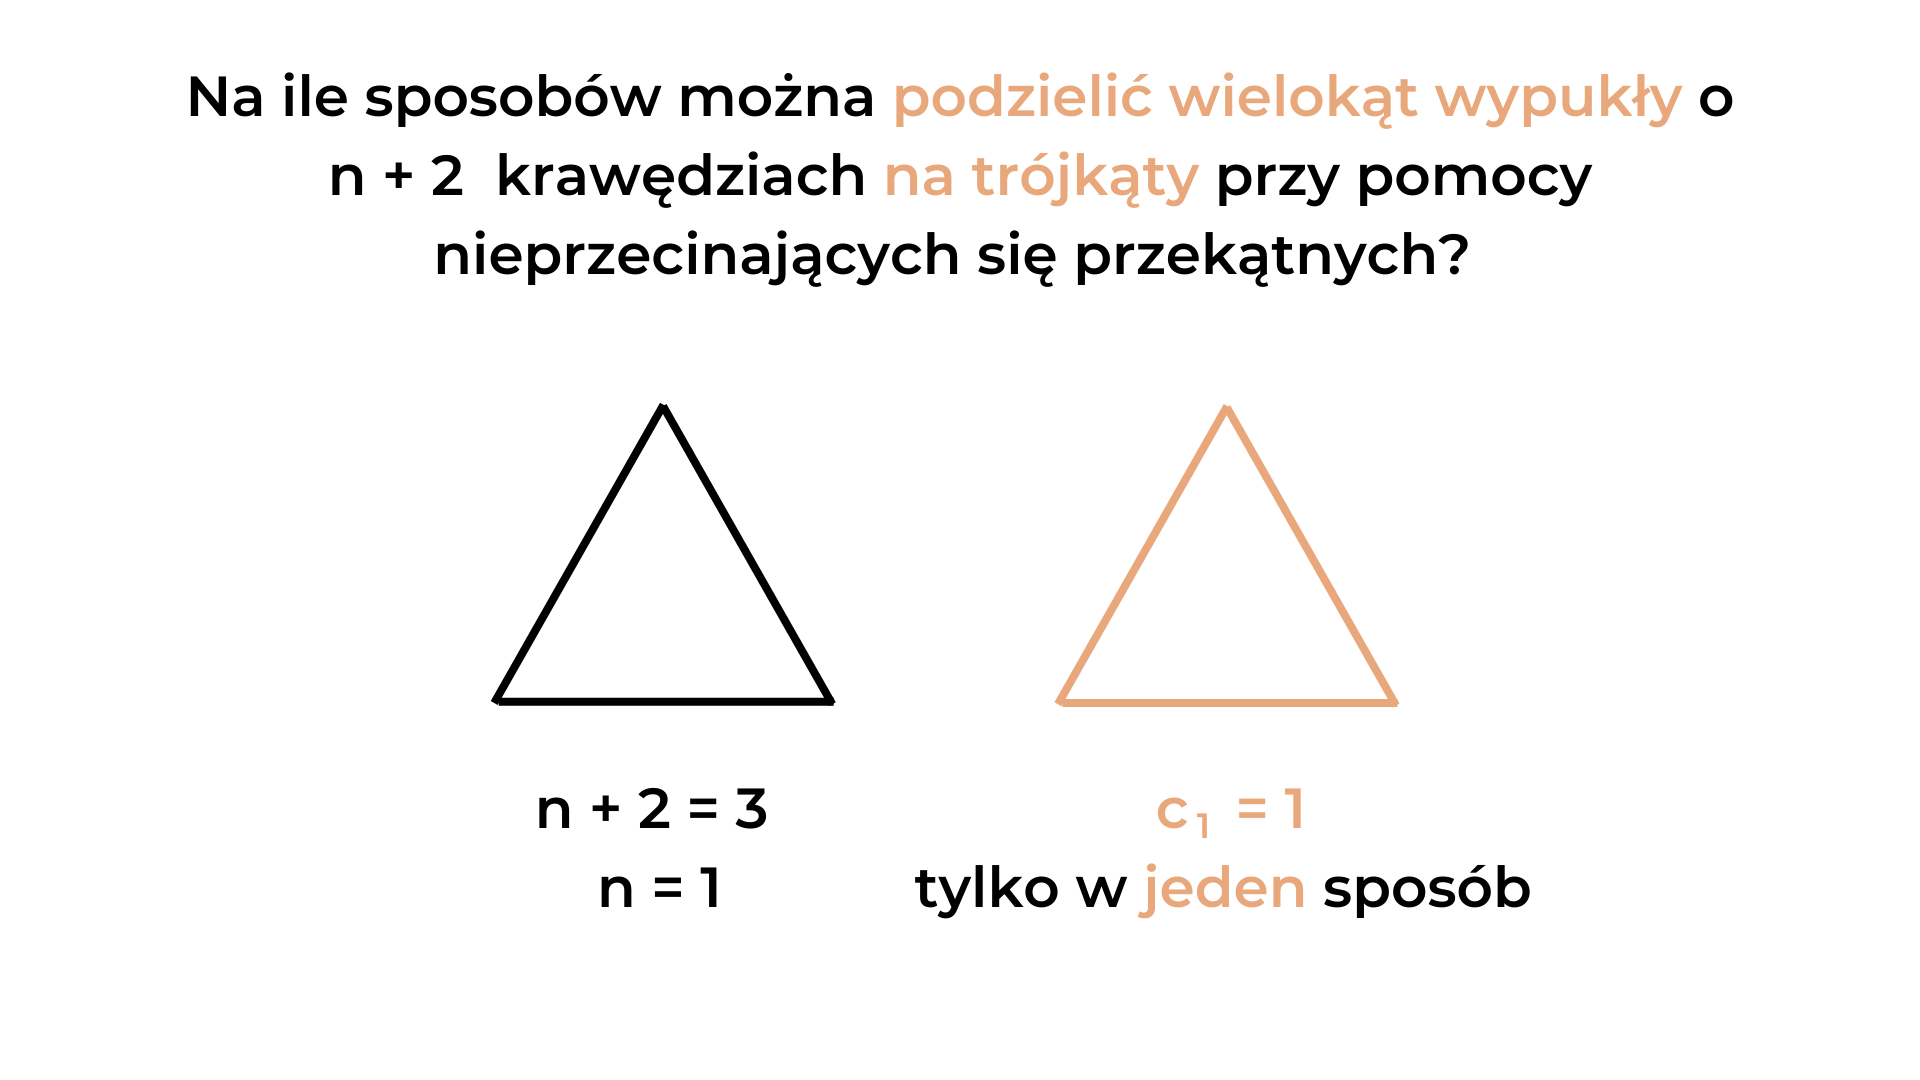 Na ile sposobów można podzielić wielokąt wypukły o
n + 2 krawędziach na trójkąty przy pomocy
nieprzecinających się przekątnych?
n + 2 = 3
n = 1
c₁ = 1
tylko w jeden sposób